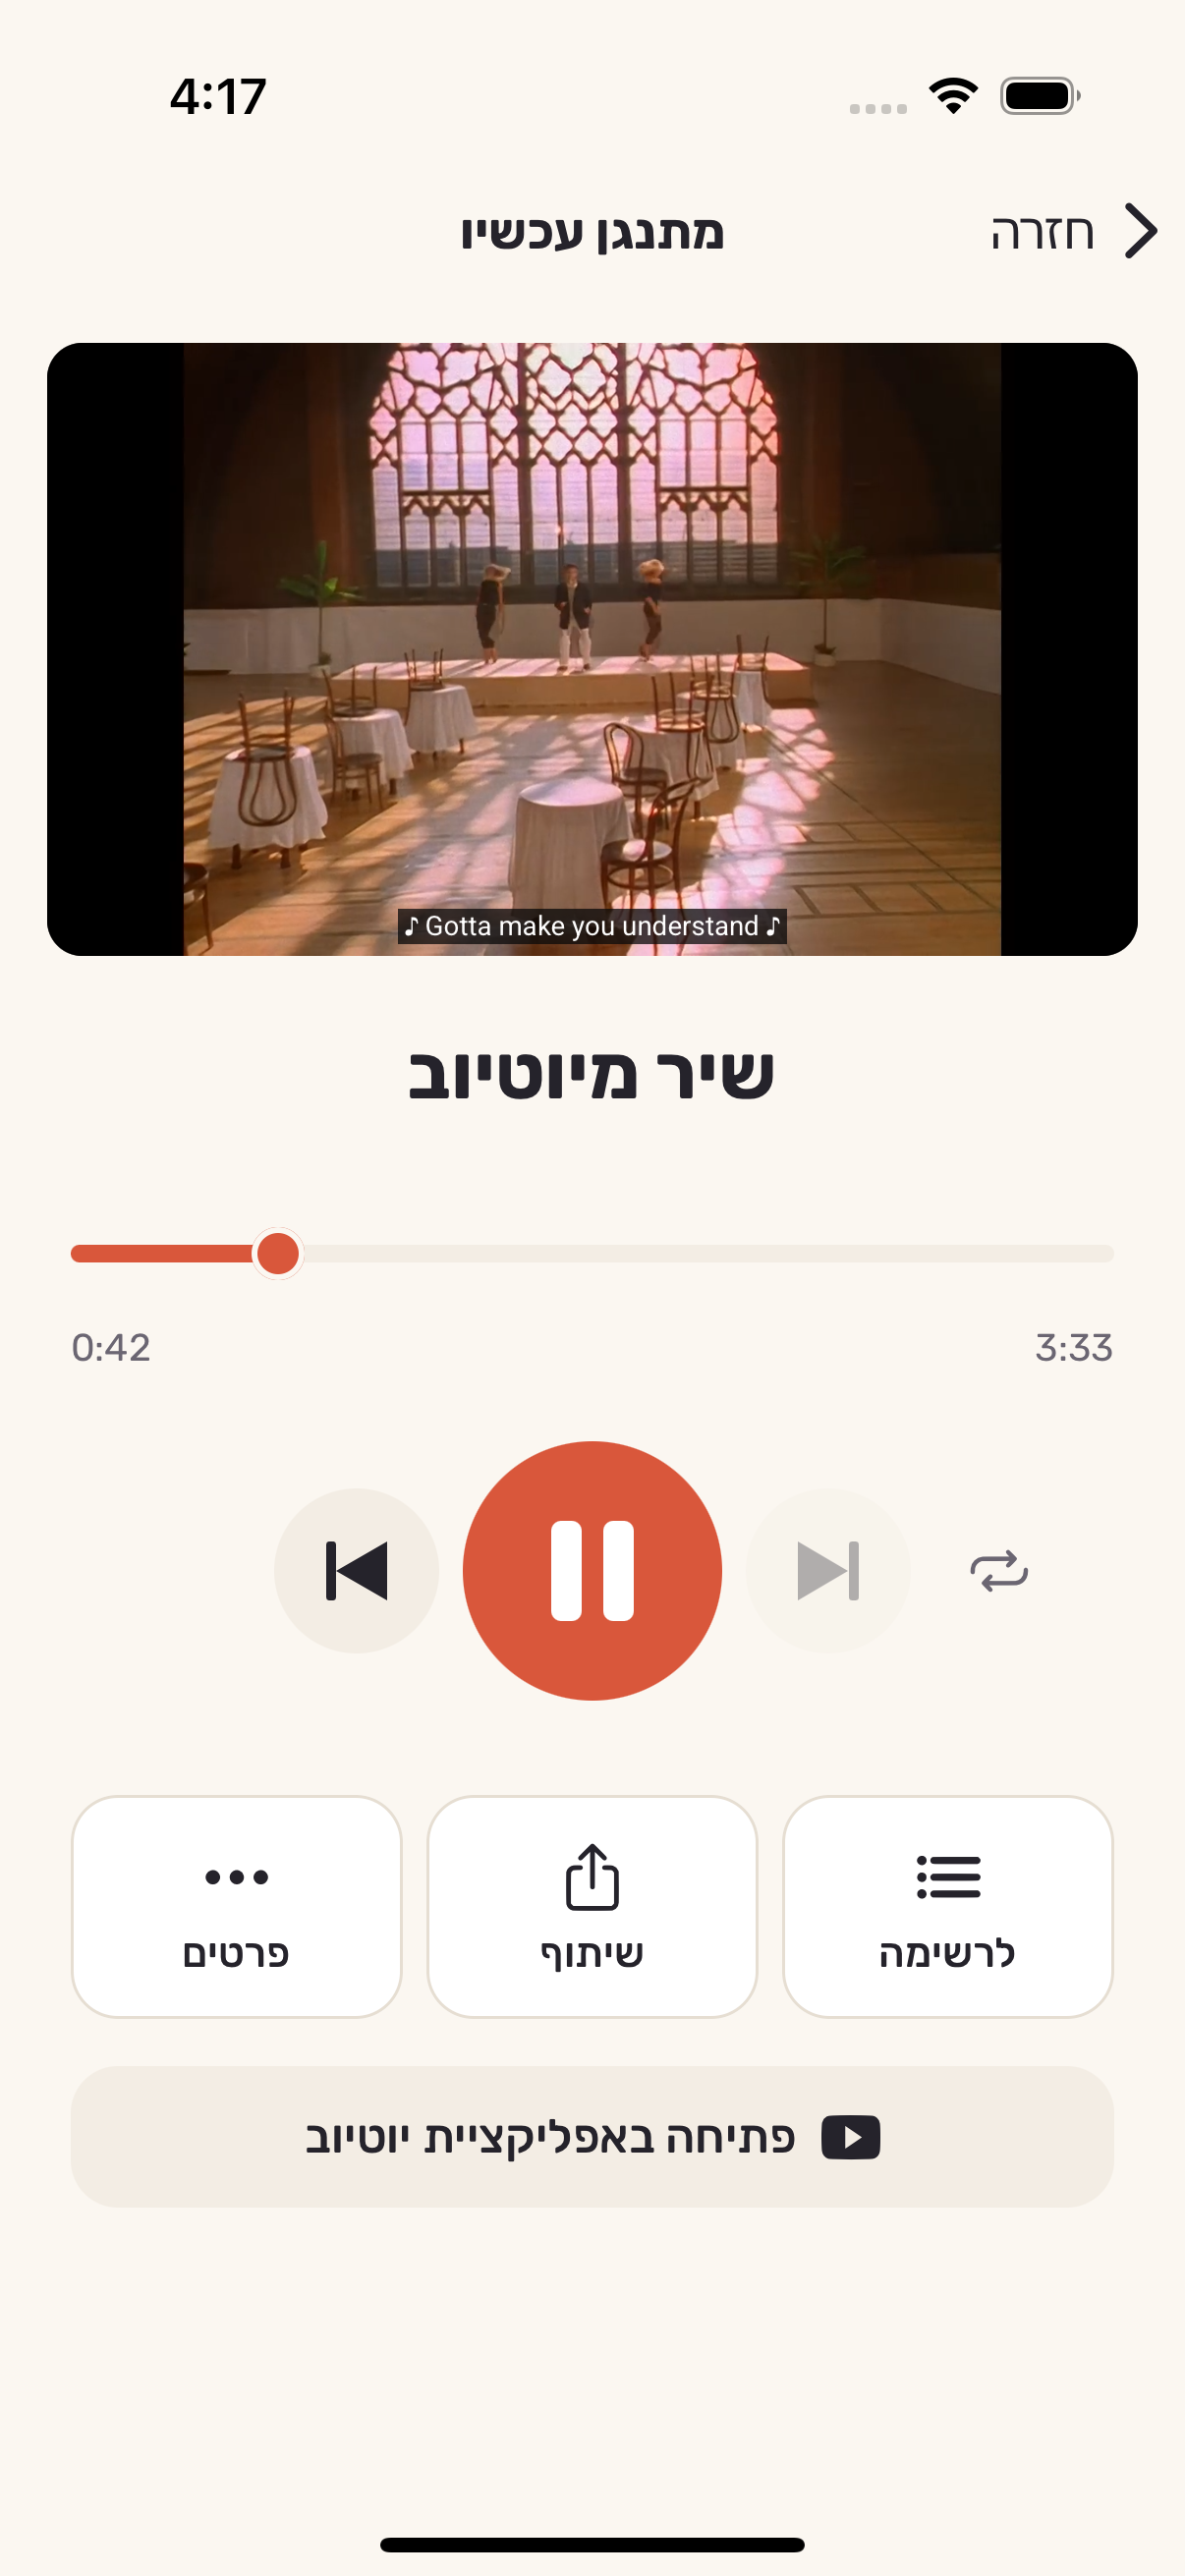 4:17
חזרה
מתנגן עכשיו
♪ Gotta make you understand ♪
שיר מיוטיוב
0:42
3:33
לרשימה
שיתוף
פרטים
פתיחה באפליקציית יוטיוב